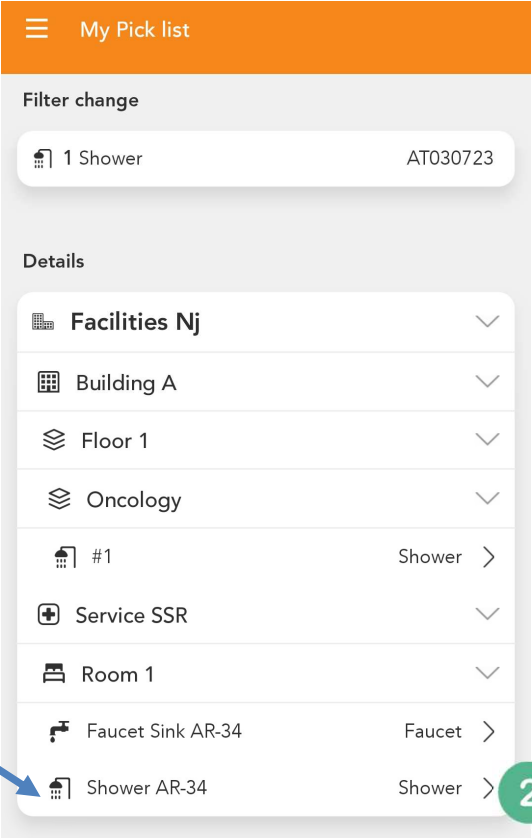 My Pick list
Filter change
1 Shower AT030723
Details
Facilities Nj
Building A
Floor 1
Oncology
#1 Shower
Service SSR
Room 1
Faucet Sink AR-34 Faucet
Shower AR-34 Shower
2